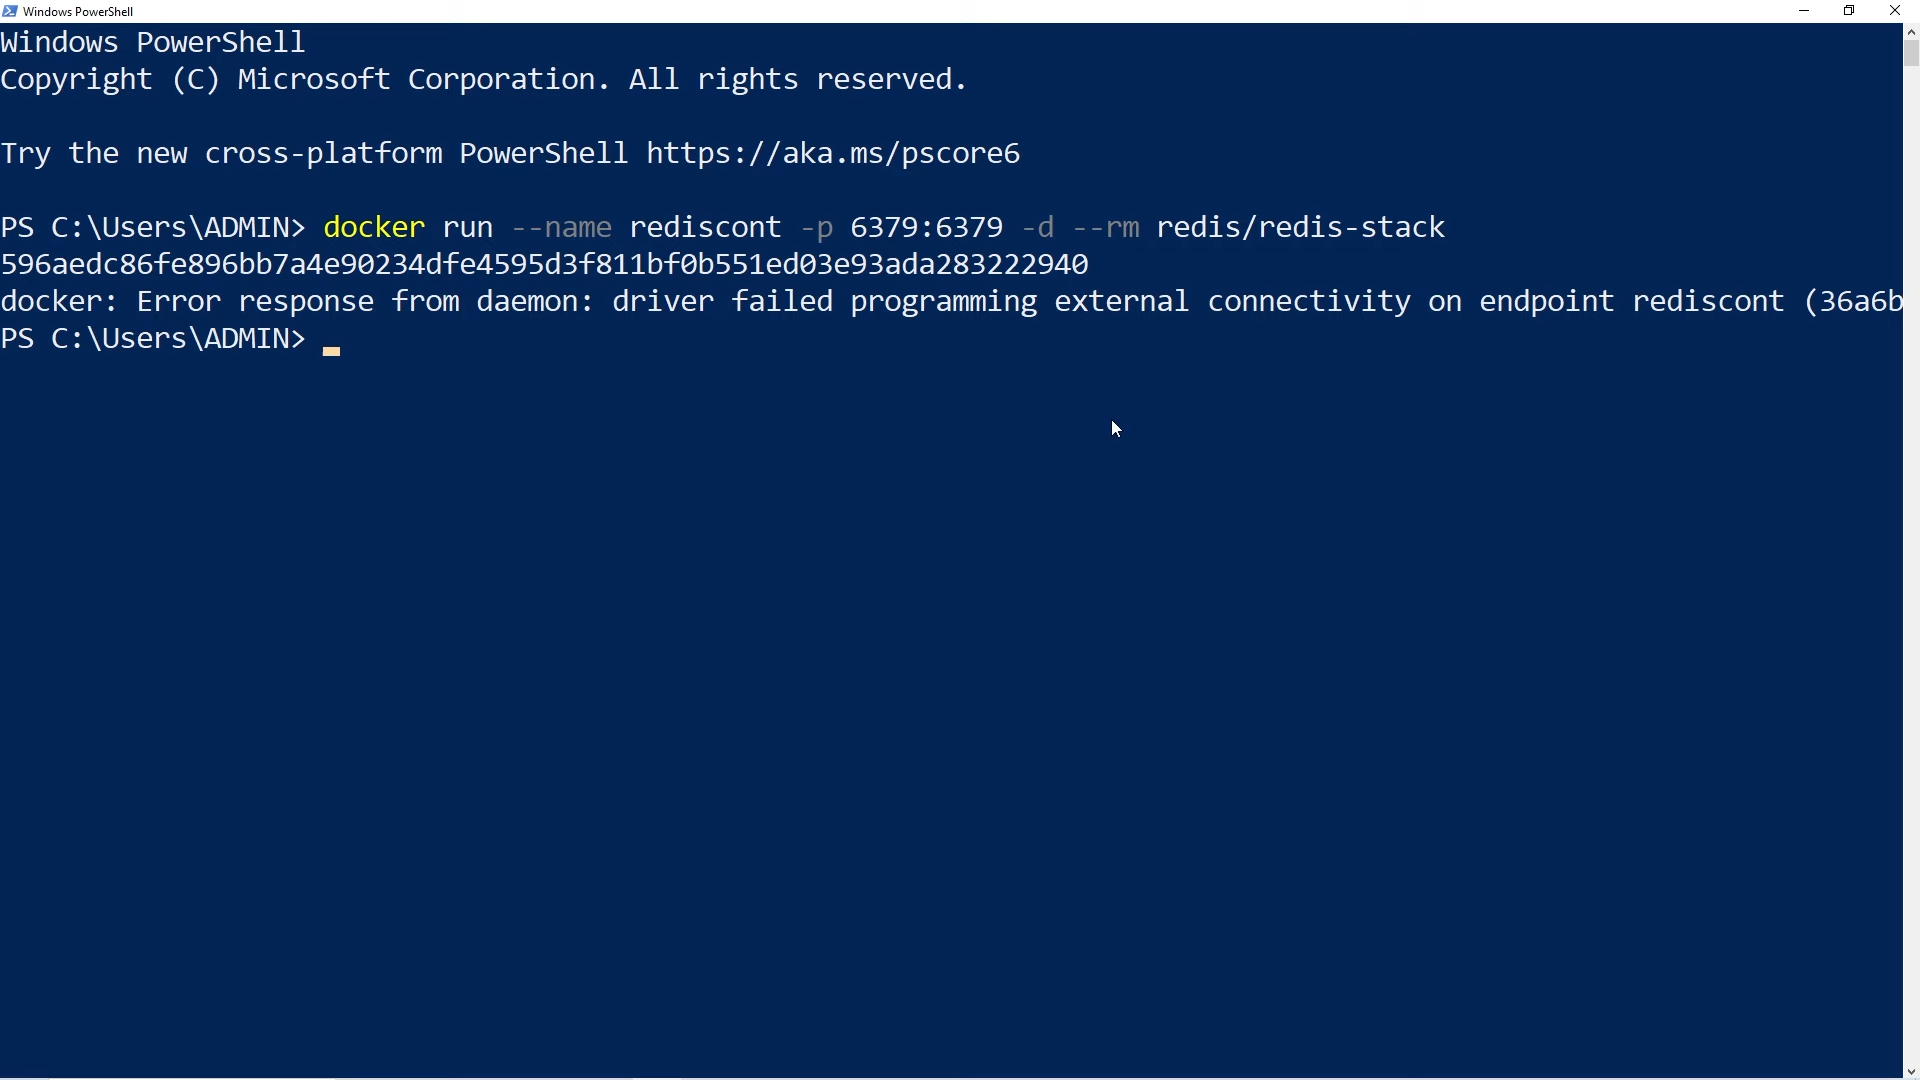 Windows PowerShell
Windows PowerShell
Copyright (C) Microsoft Corporation. All rights reserved.
Try the new cross-platform PowerShell https://aka.ms/pscore6
PS C:\Users\ADMIN> docker run --name rediscont -p 6379:6379 -d --rm redis/redis-stack
596aedc86fe896bb7a4e90234dfe4595d3f811bf0b551ed03e93ada283222940
docker: Error response from daemon: driver failed programming external connectivity on endpoint rediscont (36a6b
PS C:\Users\ADMIN>